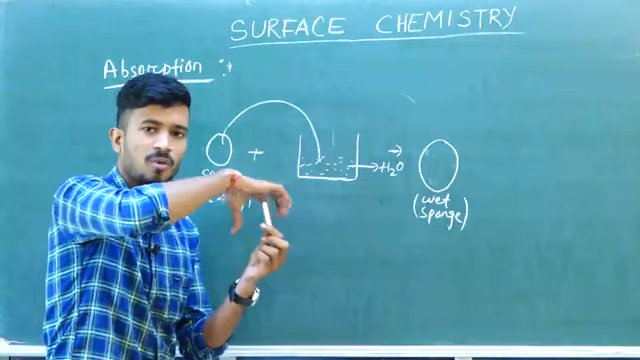 SURFACE CHEMISTRY
Absorption :→
+
→ H₂O
→
(wet
sponge)